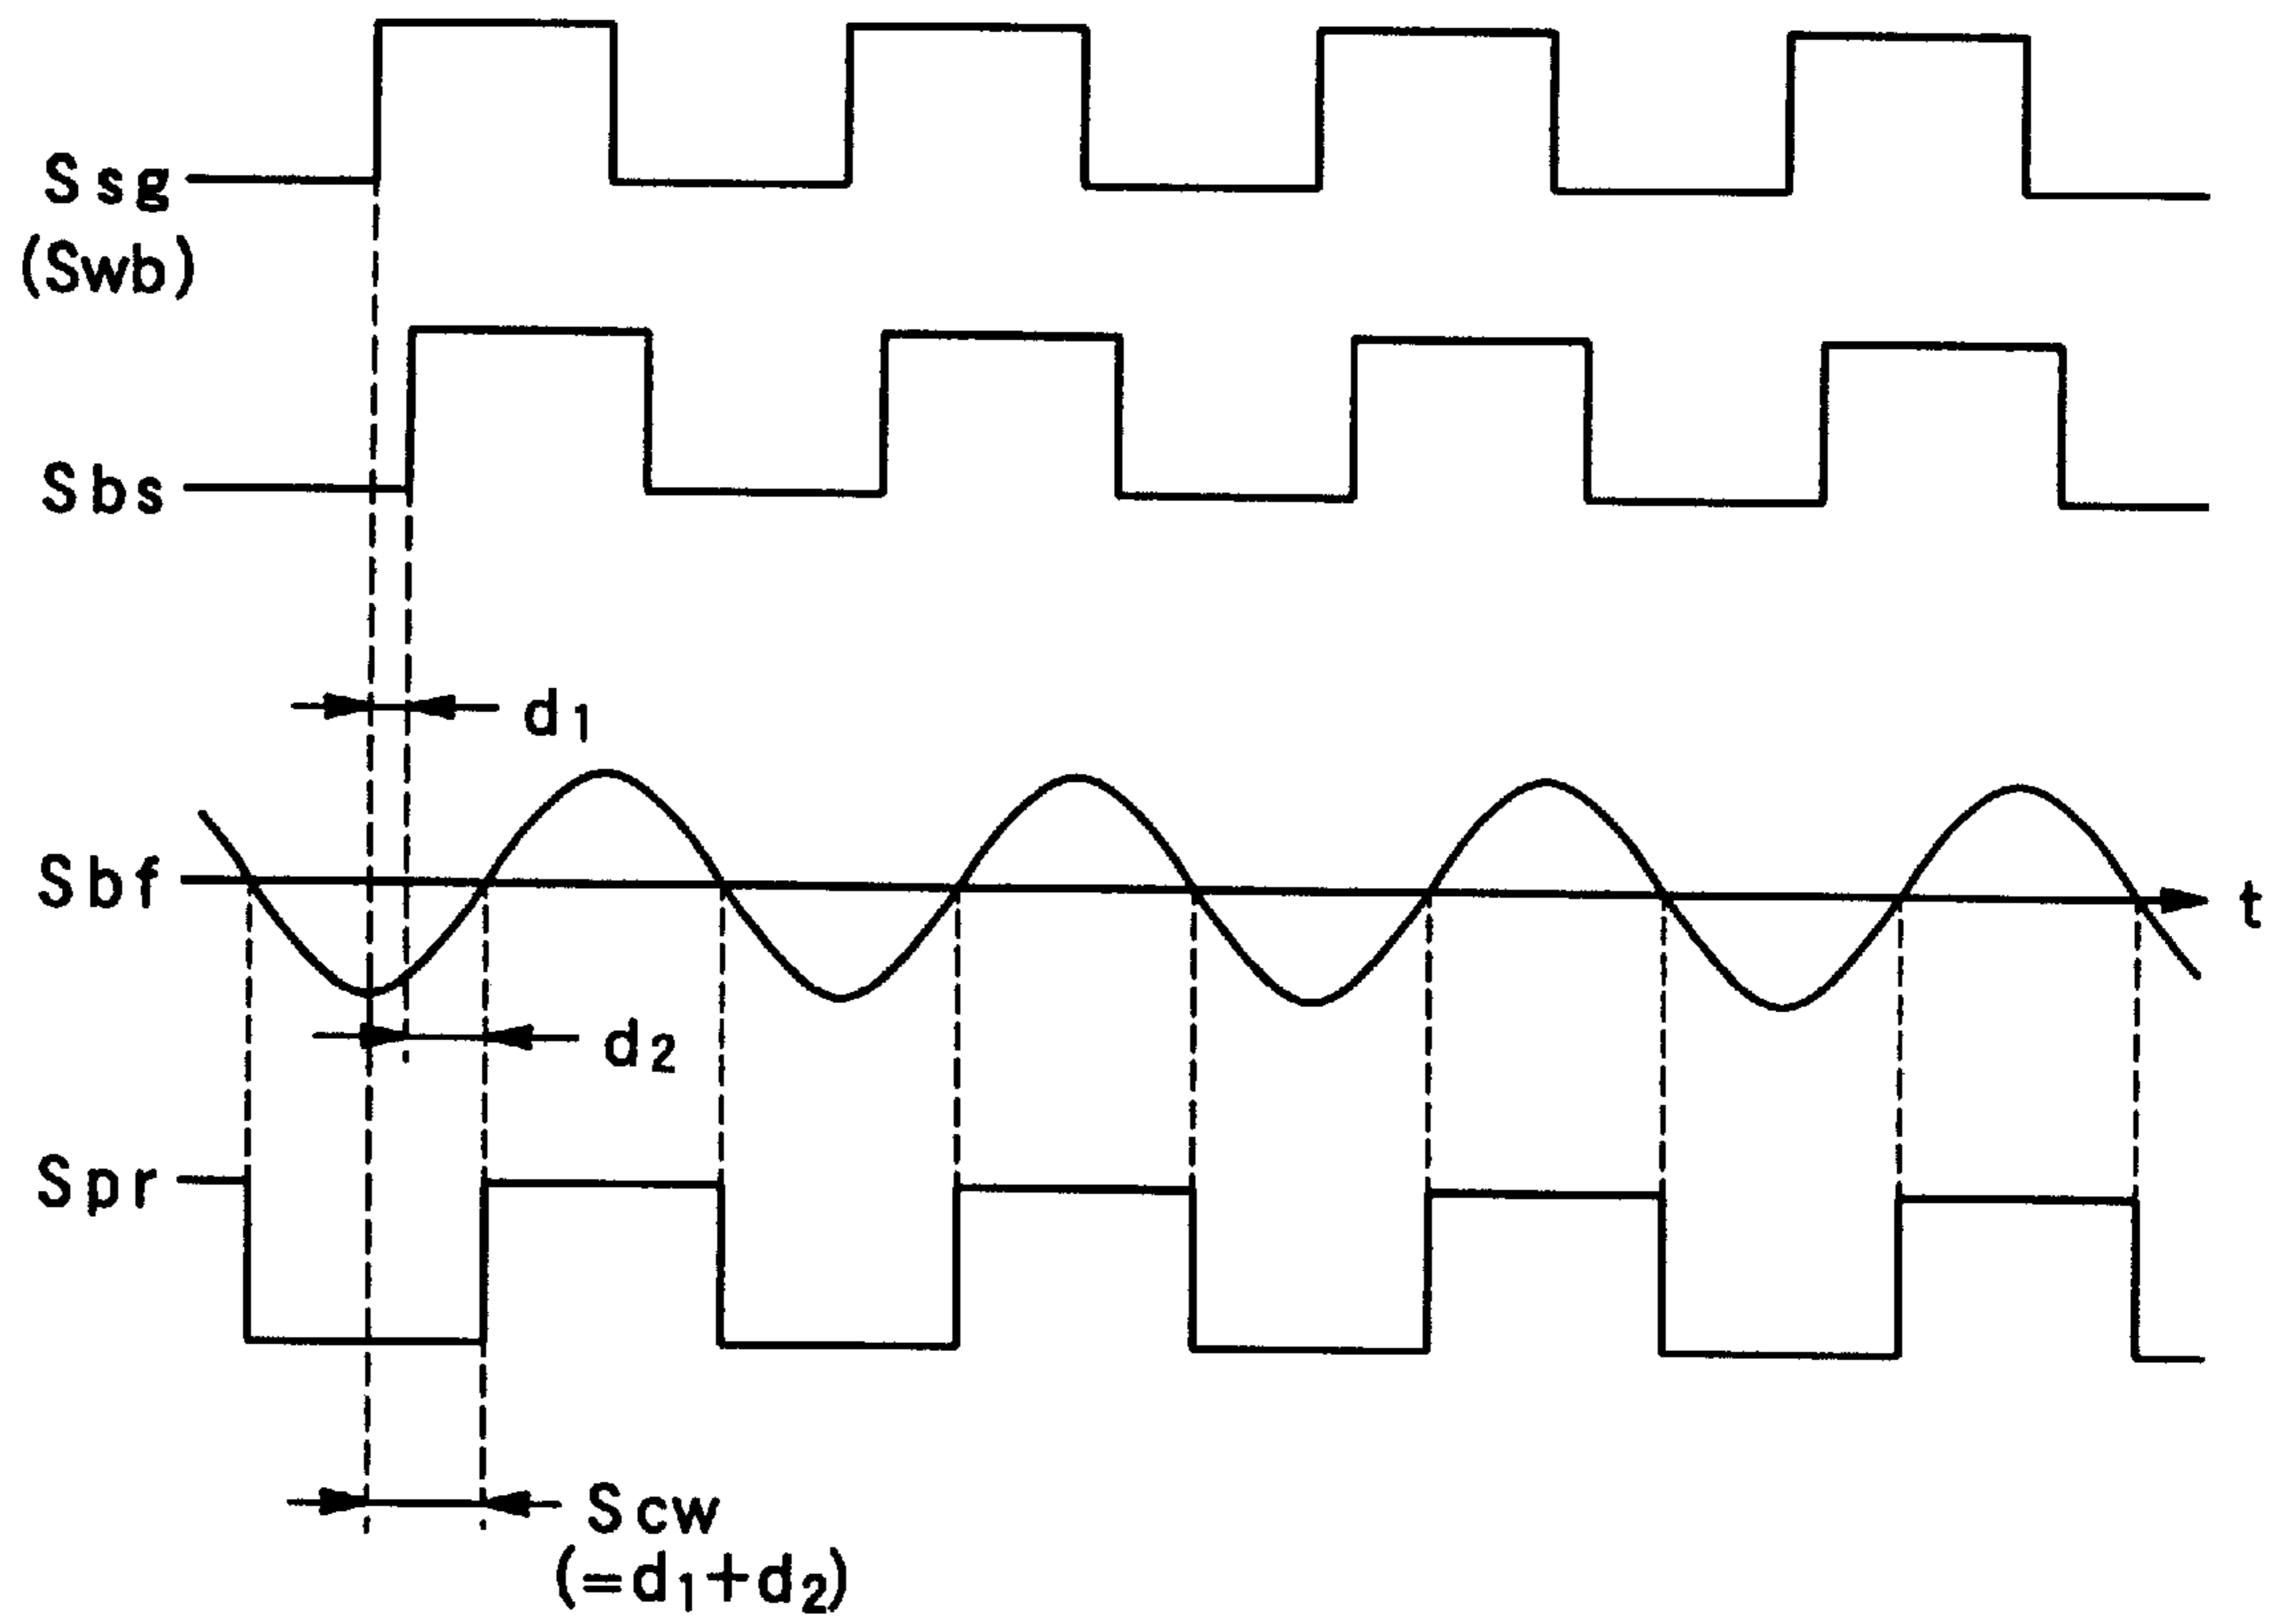 Ssg
(Swb)
Sbs
d1
Sbf
t
d2
Spr
Scw
(=d1+d2)